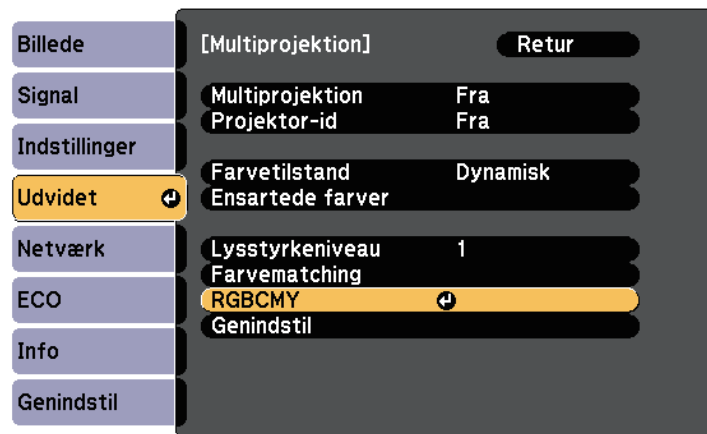 Billede
Signal
Indstillinger
Udvidet
Netværk
ECO
Info
Genindstil
[Multiprojektion] Retur
Multiprojektion Fra
Projektor-id Fra
Farvetilstand Dynamisk
Ensartede farver
Lysstyrkeniveau 1
Farvematching
RGBCMY
Genindstil